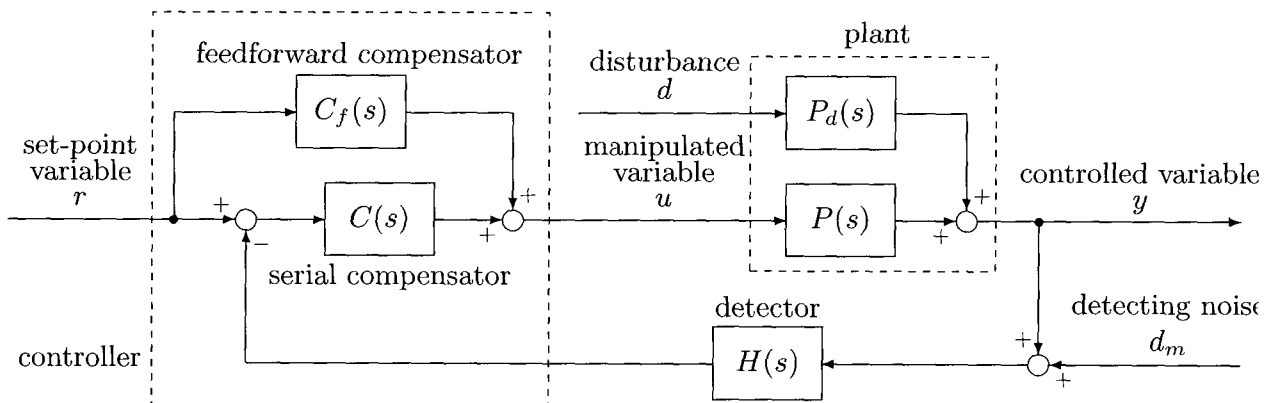 plant
feedforward compensator
disturbance
d
C_f(s)
P_d(s)
set-point
variable
r
manipulated
variable
u
controlled variable
y
+
+
+
+
C(s)
P(s)
−
+
+
serial compensator
detector
detecting noise
d_m
controller
H(s)
+
+